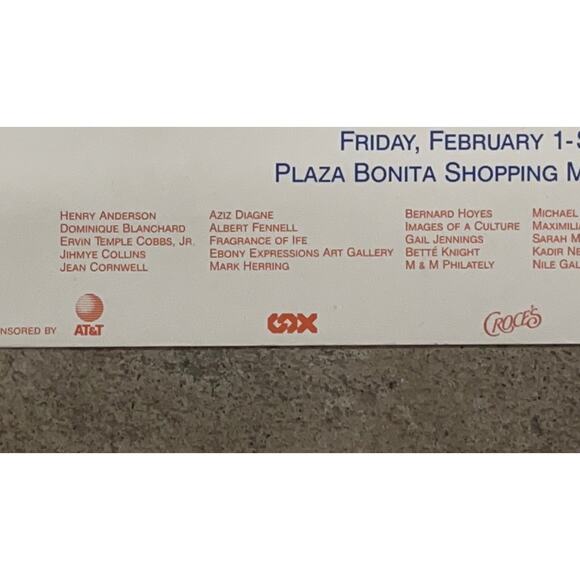 FRIDAY, FEBRUARY 1-
PLAZA BONITA SHOPPING
HENRY ANDERSON
DOMINIQUE BLANCHARD
ERVIN TEMPLE COBBS, JR.
JIHMYE COLLINS
JEAN CORNWELL
AZIZ DIAGNE
ALBERT FENNELL
FRAGRANCE OF IFE
EBONY EXPRESSIONS ART GALLERY
MARK HERRING
BERNARD HOYES
IMAGES OF A CULTURE
GAIL JENNINGS
BETTÉ KNIGHT
M & M PHILATELY
MICHAEL
MAXIMILI
SARAH M
KADIR NE
NILE GAL
NSORED BY
AT&T
COX
CROCE'S